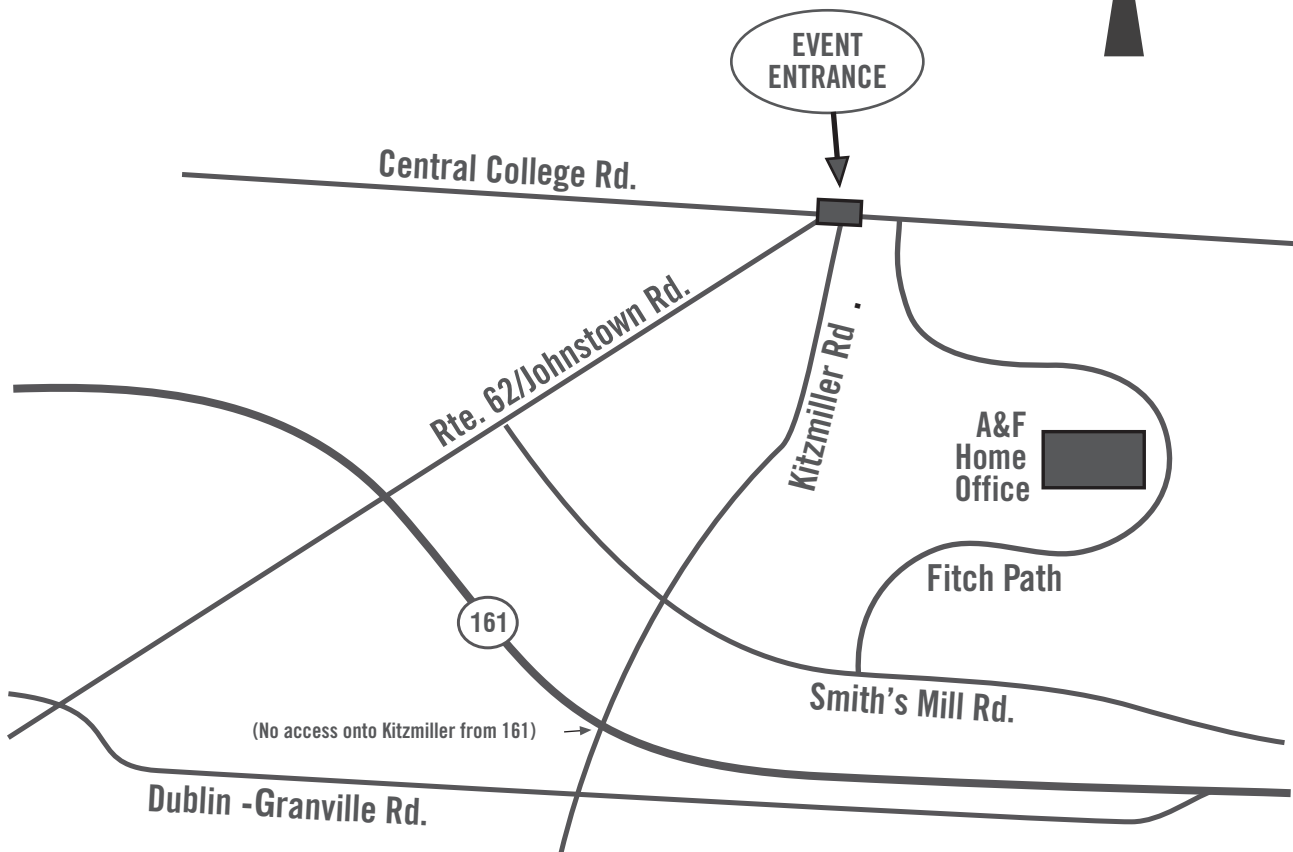 EVENT
ENTRANCE
Central College Rd.
Rte. 62/Johnstown Rd.
Kitzmiller Rd .
A&F
Home
Office
Fitch Path
161
Smith's Mill Rd.
(No access onto Kitzmiller from 161)
Dublin -Granville Rd.